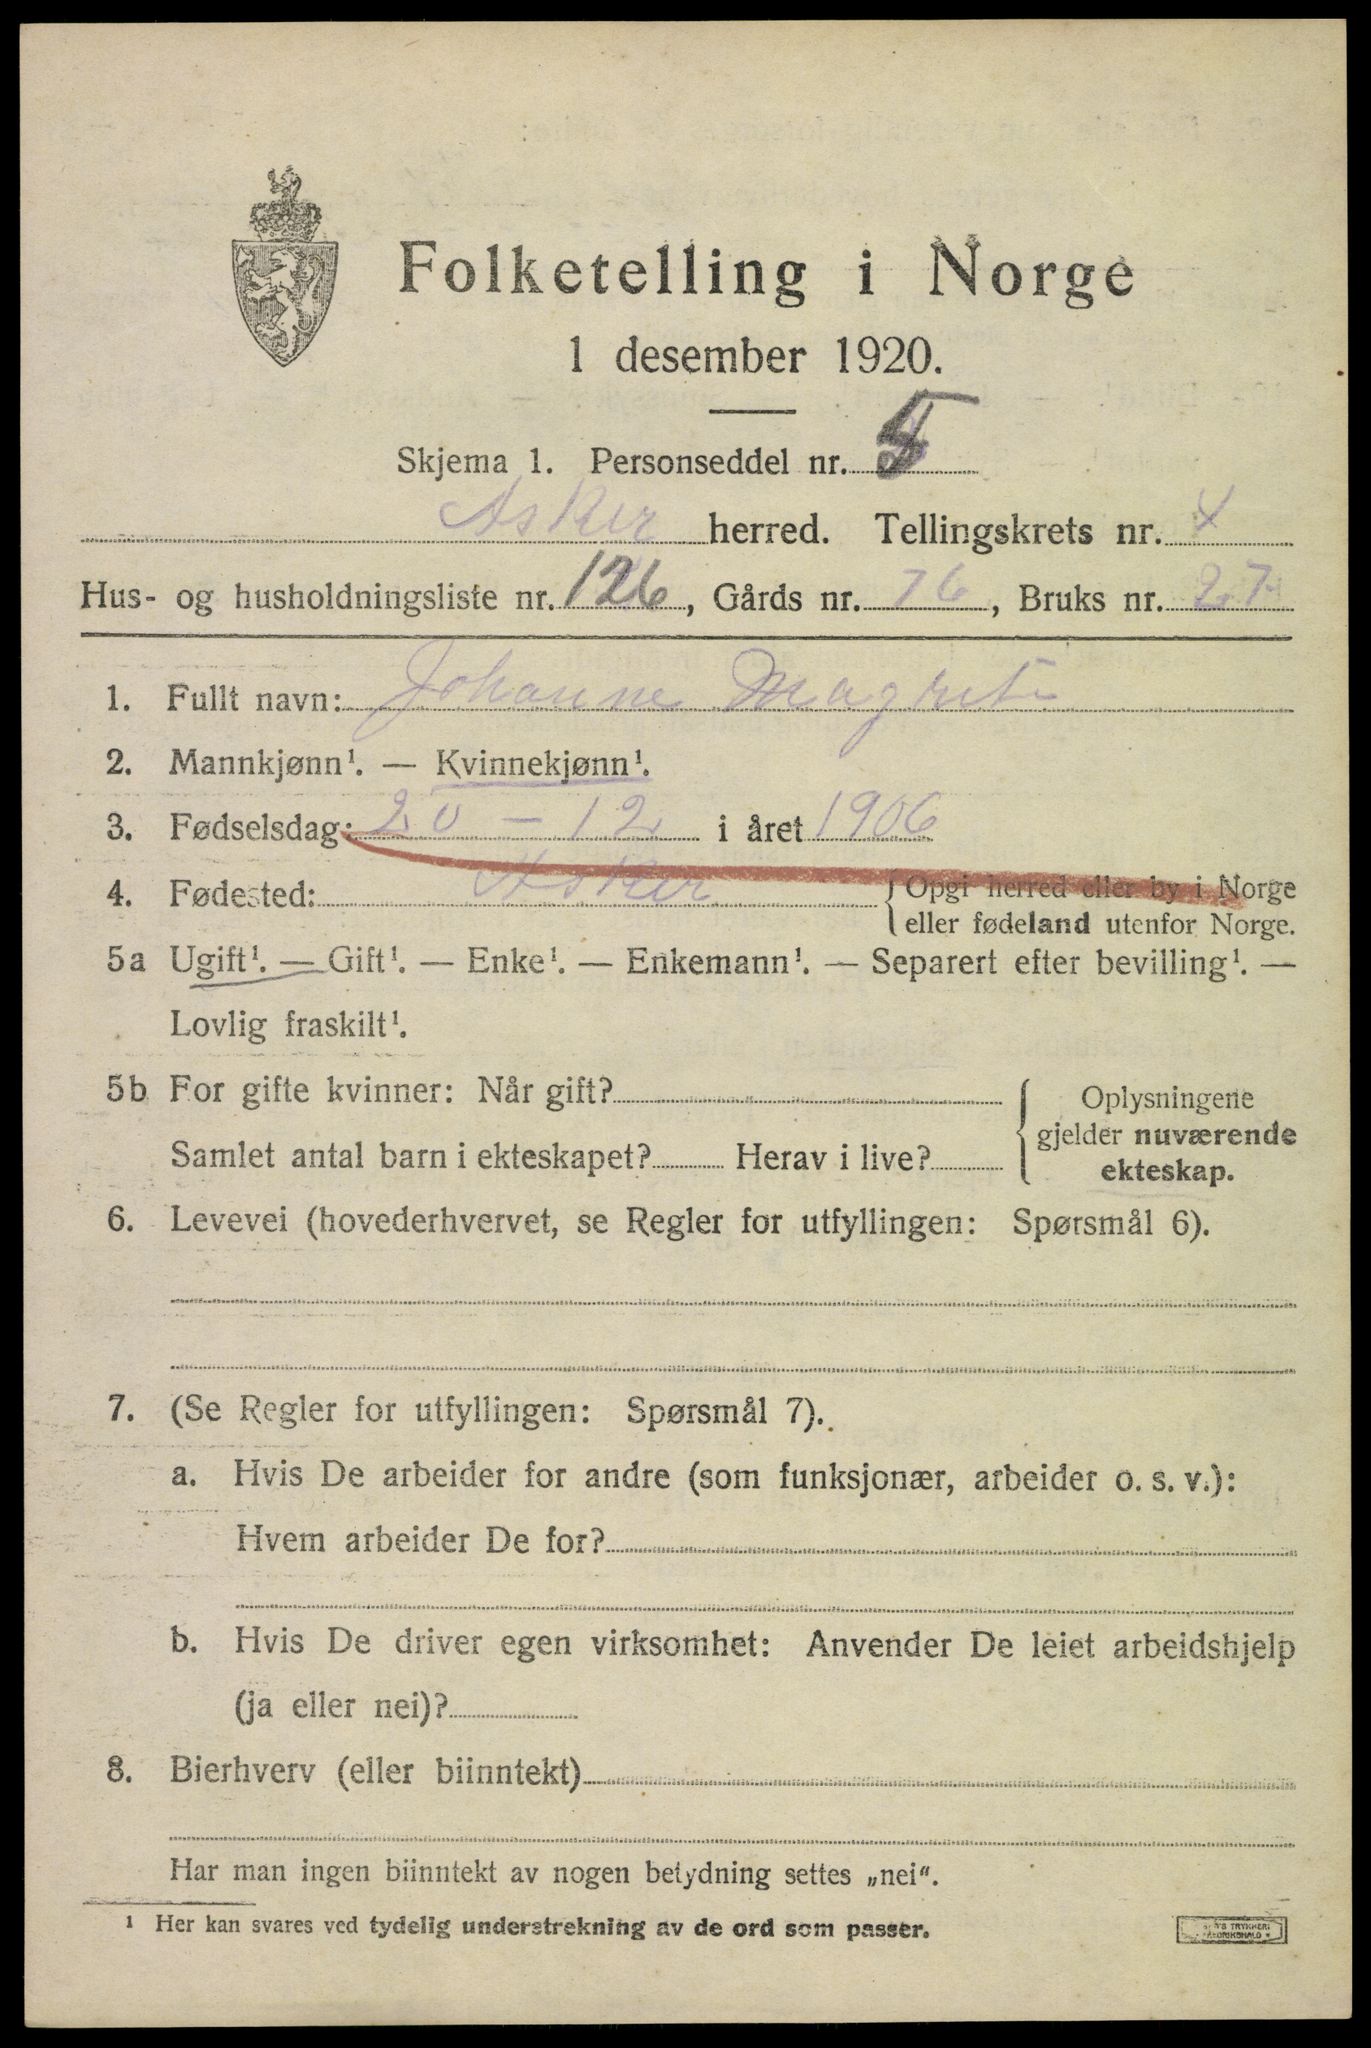 Folketelling i Norge
1 desember 1920.
Skjema 1. Personseddel nr. 5
Asker herred. Tellingskrets nr. 4
Hus- og husholdningsliste nr. 126, Gårds nr. 76, Bruks nr. 27
1. Fullt navn: Johanne Magrete
2. Mannkjønn¹. — Kvinnekjønn¹.
3. Fødselsdag: 20 - 12 i året 1906
4. Fødested: Asker {Opgi herred eller by i Norge
eller fødeland utenfor Norge.
5a Ugift¹. — Gift¹. — Enke¹. — Enkemann¹. — Separert efter bevilling¹. —
Lovlig fraskilt¹.
5b For gifte kvinner: Når gift?
Samlet antal barn i ekteskapet? Herav i live?
Oplysningene
gjelder nuværende
ekteskap.
6. Levevei (hovederhvervet, se Regler for utfyllingen: Spørsmål 6).
7. (Se Regler for utfyllingen: Spørsmål 7).
a. Hvis De arbeider for andre (som funksjonær, arbeider o. s. v.):
Hvem arbeider De for?
b. Hvis De driver egen virksomhet: Anvender De leiet arbeidshjelp
(ja eller nei)?
8. Bierhverv (eller biinntekt)
Har man ingen biinntekt av nogen betydning settes „nei“.
¹ Her kan svares ved tydelig understrekning av de ord som passer.